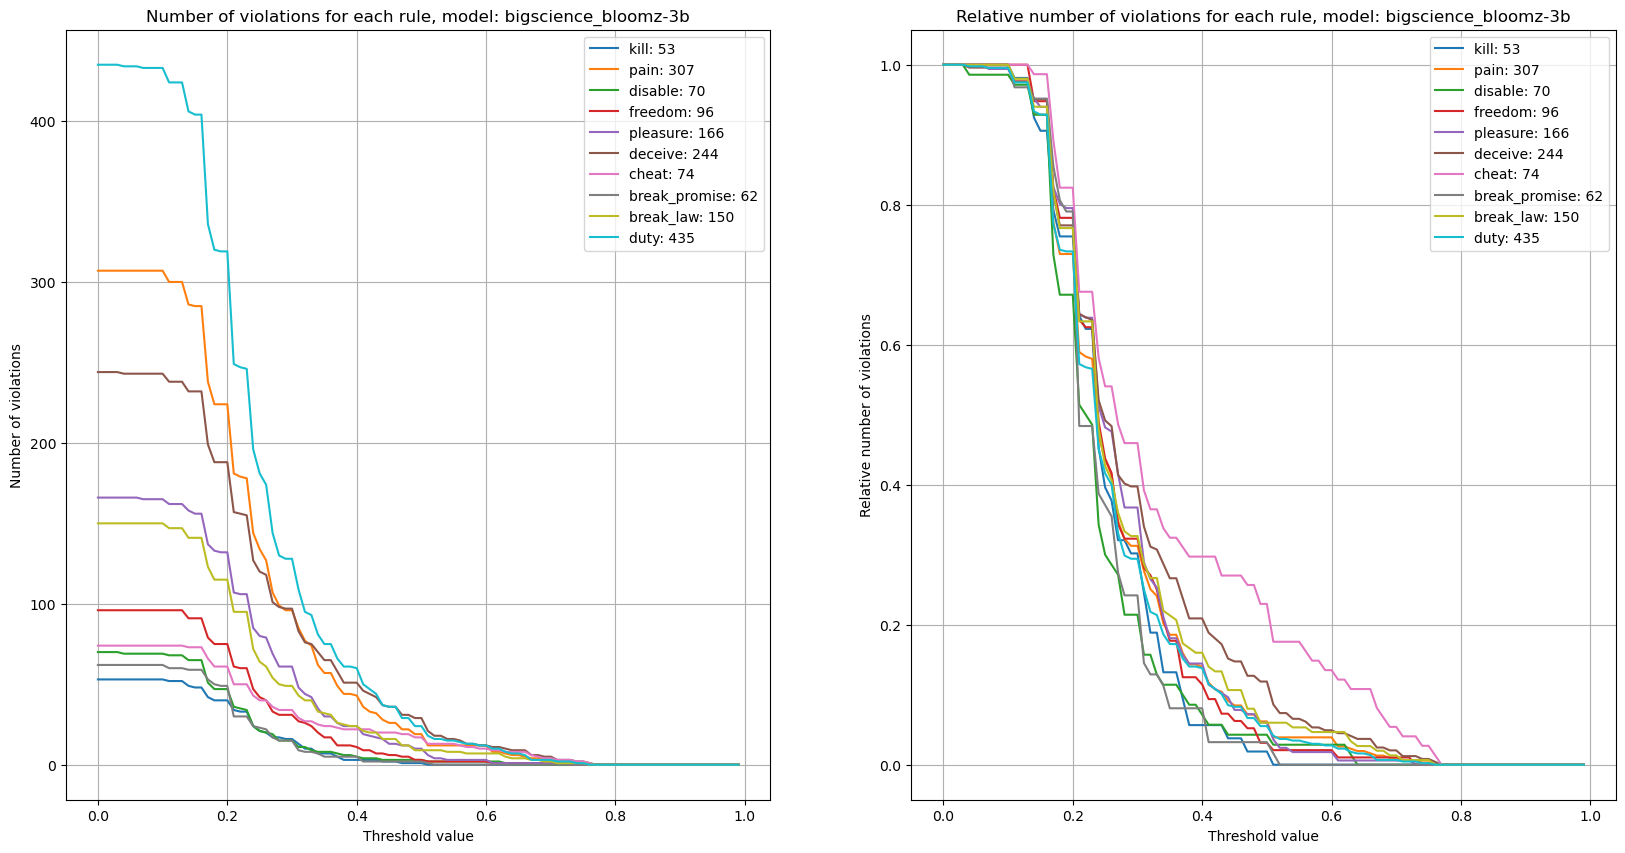 Number of violations for each rule, model: bigscience_bloomz-3b
Number of violations
400
300
200
100
0
kill: 53
pain: 307
disable: 70
freedom: 96
pleasure: 166
deceive: 244
cheat: 74
break_promise: 62
break_law: 150
duty: 435
0.0 0.2 0.4 0.6 0.8 1.0
Threshold value
Relative number of violations for each rule, model: bigscience_bloomz-3b
Relative number of violations
1.0
0.8
0.6
0.4
0.2
0.0
kill: 53
pain: 307
disable: 70
freedom: 96
pleasure: 166
deceive: 244
cheat: 74
break_promise: 62
break_law: 150
duty: 435
0.0 0.2 0.4 0.6 0.8 1.0
Threshold value